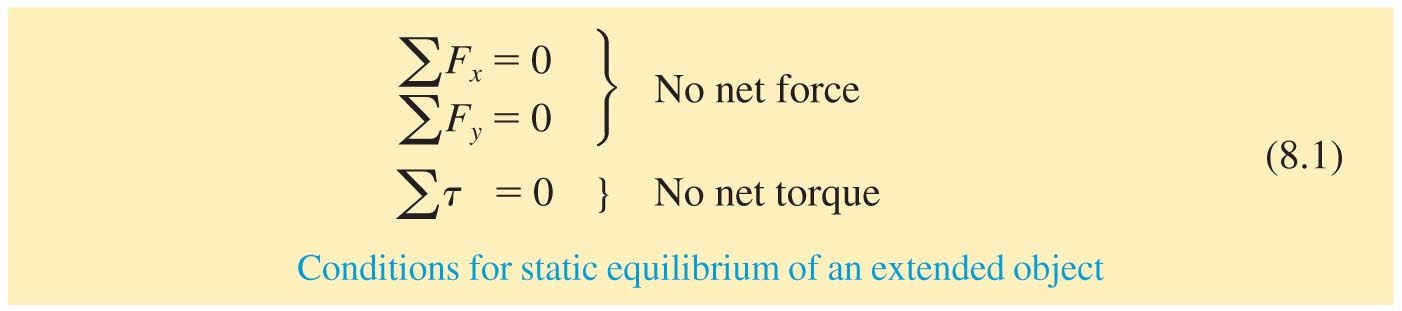 ∑Fₓ = 0
∑F_y = 0 } No net force
∑τ = 0 } No net torque
(8.1)
Conditions for static equilibrium of an extended object